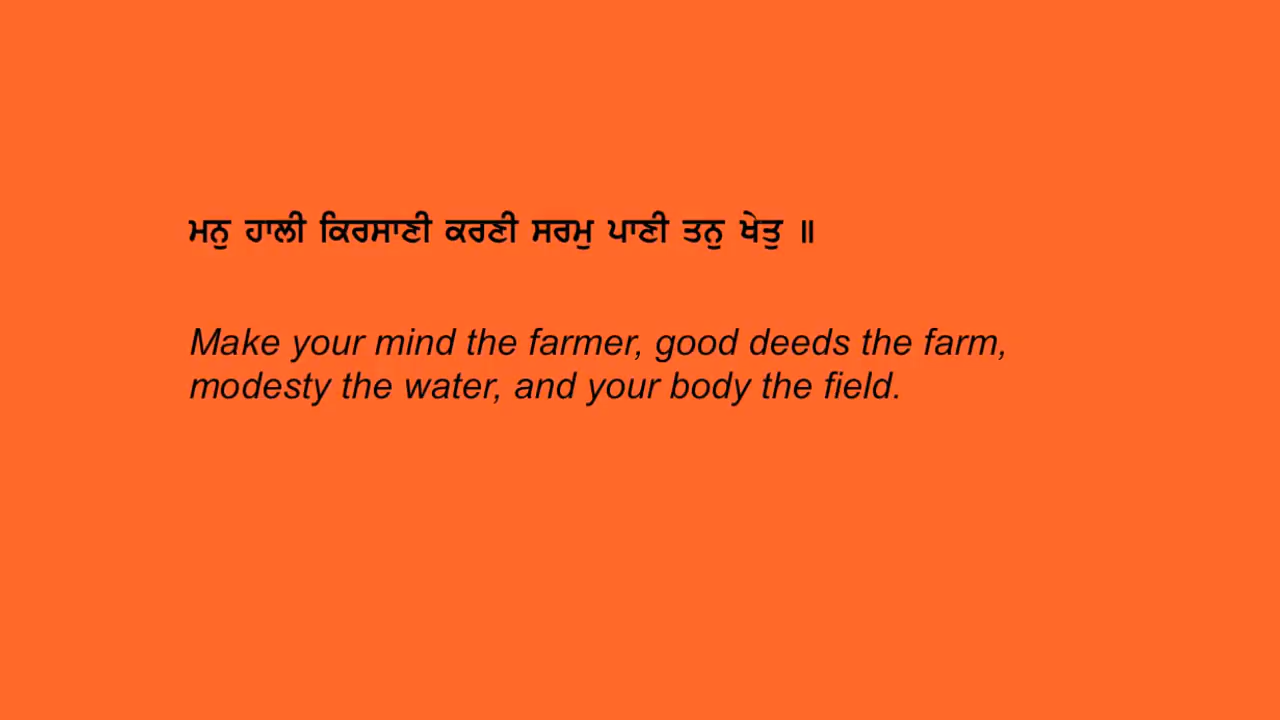 ਮਨੁ ਹਾਲੀ ਕਿਰਸਾਣੀ ਕਰਣੀ ਸਰਮੁ ਪਾਣੀ ਤਨੁ ਖੇਤੁ ॥
Make your mind the farmer, good deeds the farm,
modesty the water, and your body the field.